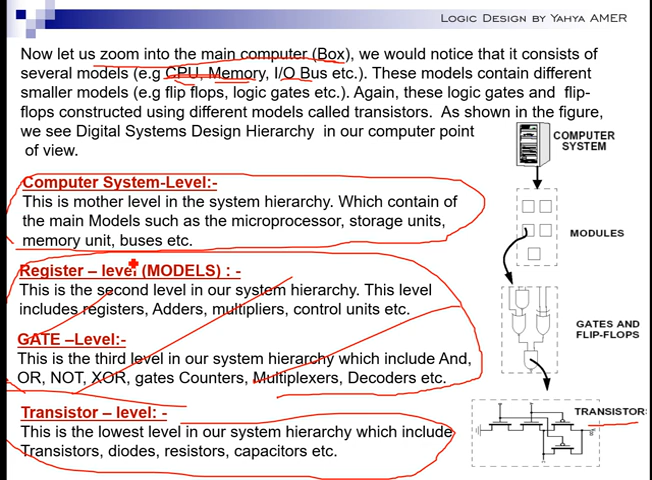 Logic Design by Yahya AMER
Now let us zoom into the main computer (Box), we would notice that it consists of
several models (e.g CPU, Memory, I/O Bus etc.). These models contain different
smaller models (e.g flip flops, logic gates etc.). Again, these logic gates and flip-
flops constructed using different models called transistors. As shown in the figure,
we see Digital Systems Design Hierarchy in our computer point
of view.
COMPUTER
SYSTEM
Computer System-Level:-
This is mother level in the system hierarchy. Which contain of
the main Models such as the microprocessor, storage units,
memory unit, buses etc.
MODULES
Register – level (MODELS) : -
This is the second level in our system hierarchy. This level
includes registers, Adders, multipliers, control units etc.
GATES AND
FLIP-FLOPS
GATE –Level:-
This is the third level in our system hierarchy which include And,
OR, NOT, XOR, gates Counters, Multiplexers, Decoders etc.
Transistor – level: -
This is the lowest level in our system hierarchy which include
Transistors, diodes, resistors, capacitors etc.
TRANSISTOR